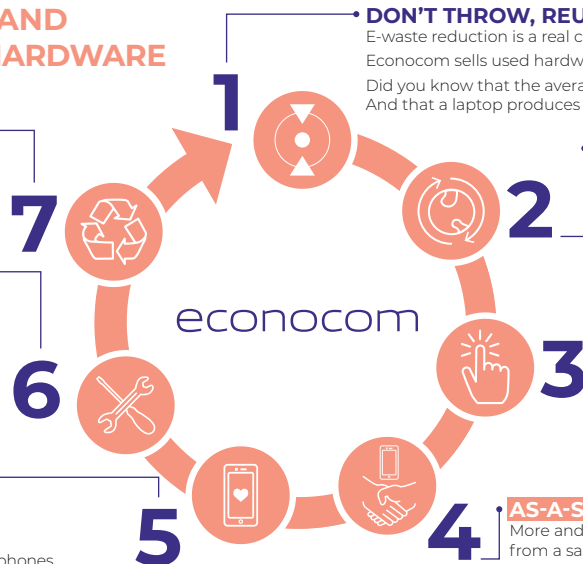 AND
HARDWARE
1
DON'T THROW, REU
E-waste reduction is a real c
Econocom sells used hardw
Did you know that the avera
And that a laptop produces
7
2
econocom
6
3
5
4
AS-A-S
More and
from a sa
phones